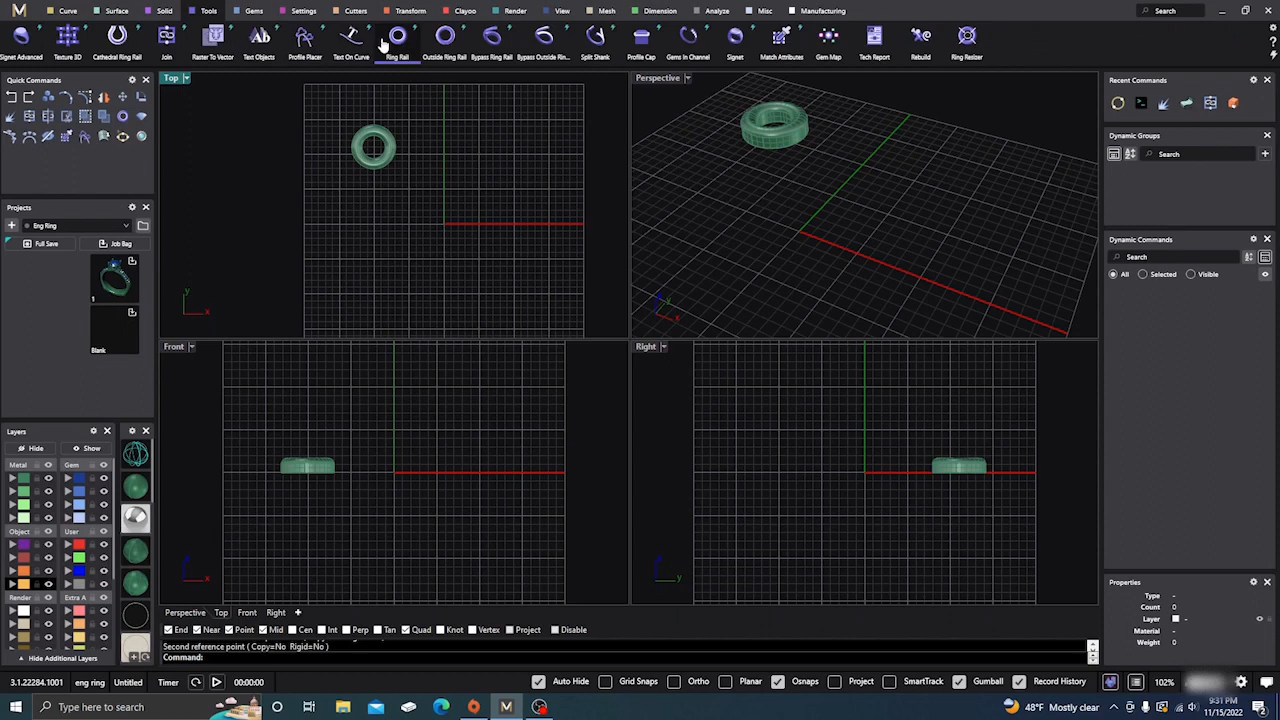 Curve Surface Solid Tools Gems Settings Cutters Transform Clayoo Render View Mesh Dimension Analyze Misc Manufacturing Search
Signet Advanced Texture 3D Cathedral Ring Rail Join Raster To Vector Text Objects Profile Placer Text On Curve Ring Rail Outside Ring Rail Bypass Ring Rail Bypass Outside Rin... Split Shank Profile Cap Gems In Channel Signet Match Attributes Gem Map Tech Report Rebuild Ring Resizer
Quick Commands
Projects
Eng Ring
Full Save Job Bag
1
Blank
Layers
Hide Show
Metal Gem
Object User
Render Extra A
Hide Additional Layers
Top
y
x
Perspective
z
y
x
Front
z
x
Right
z
y
Recent Commands
Dynamic Groups
Search
Dynamic Commands
Search
All Selected Visible
Properties
Type -
Count 0
Layer -
Material -
Weight 0
Perspective Top Front Right
End Near Point Mid Cen Int Perp Tan Quad Knot Vertex Project Disable
Second reference point ( Copy=No Rigid=No )
Command:
3.1.22284.1001 eng ring Untitled Timer 00:00:00 Auto Hide Grid Snaps Ortho Planar Osnaps Project SmartTrack Gumball Record History 102%
Type here to search
48°F Mostly clear
9:31 PM
11/15/2022